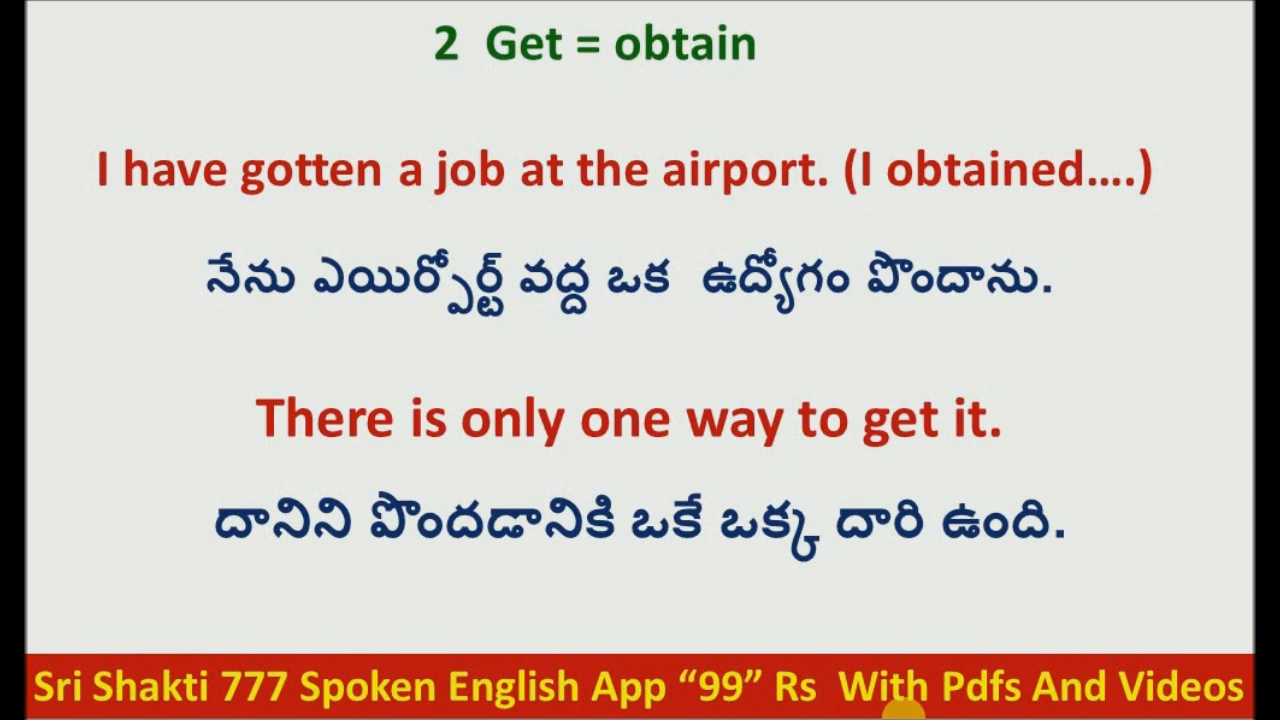 2 Get = obtain
I have gotten a job at the airport. (I obtained....)
నేను ఎయిర్పోర్ట్ వద్ద ఒక ఉద్యోగం పొందాను.
There is only one way to get it.
దానిని పొందడానికి ఒకే ఒక్క దారి ఉంది.
Sri Shakti 777 Spoken English App “99” Rs With Pdfs And Videos